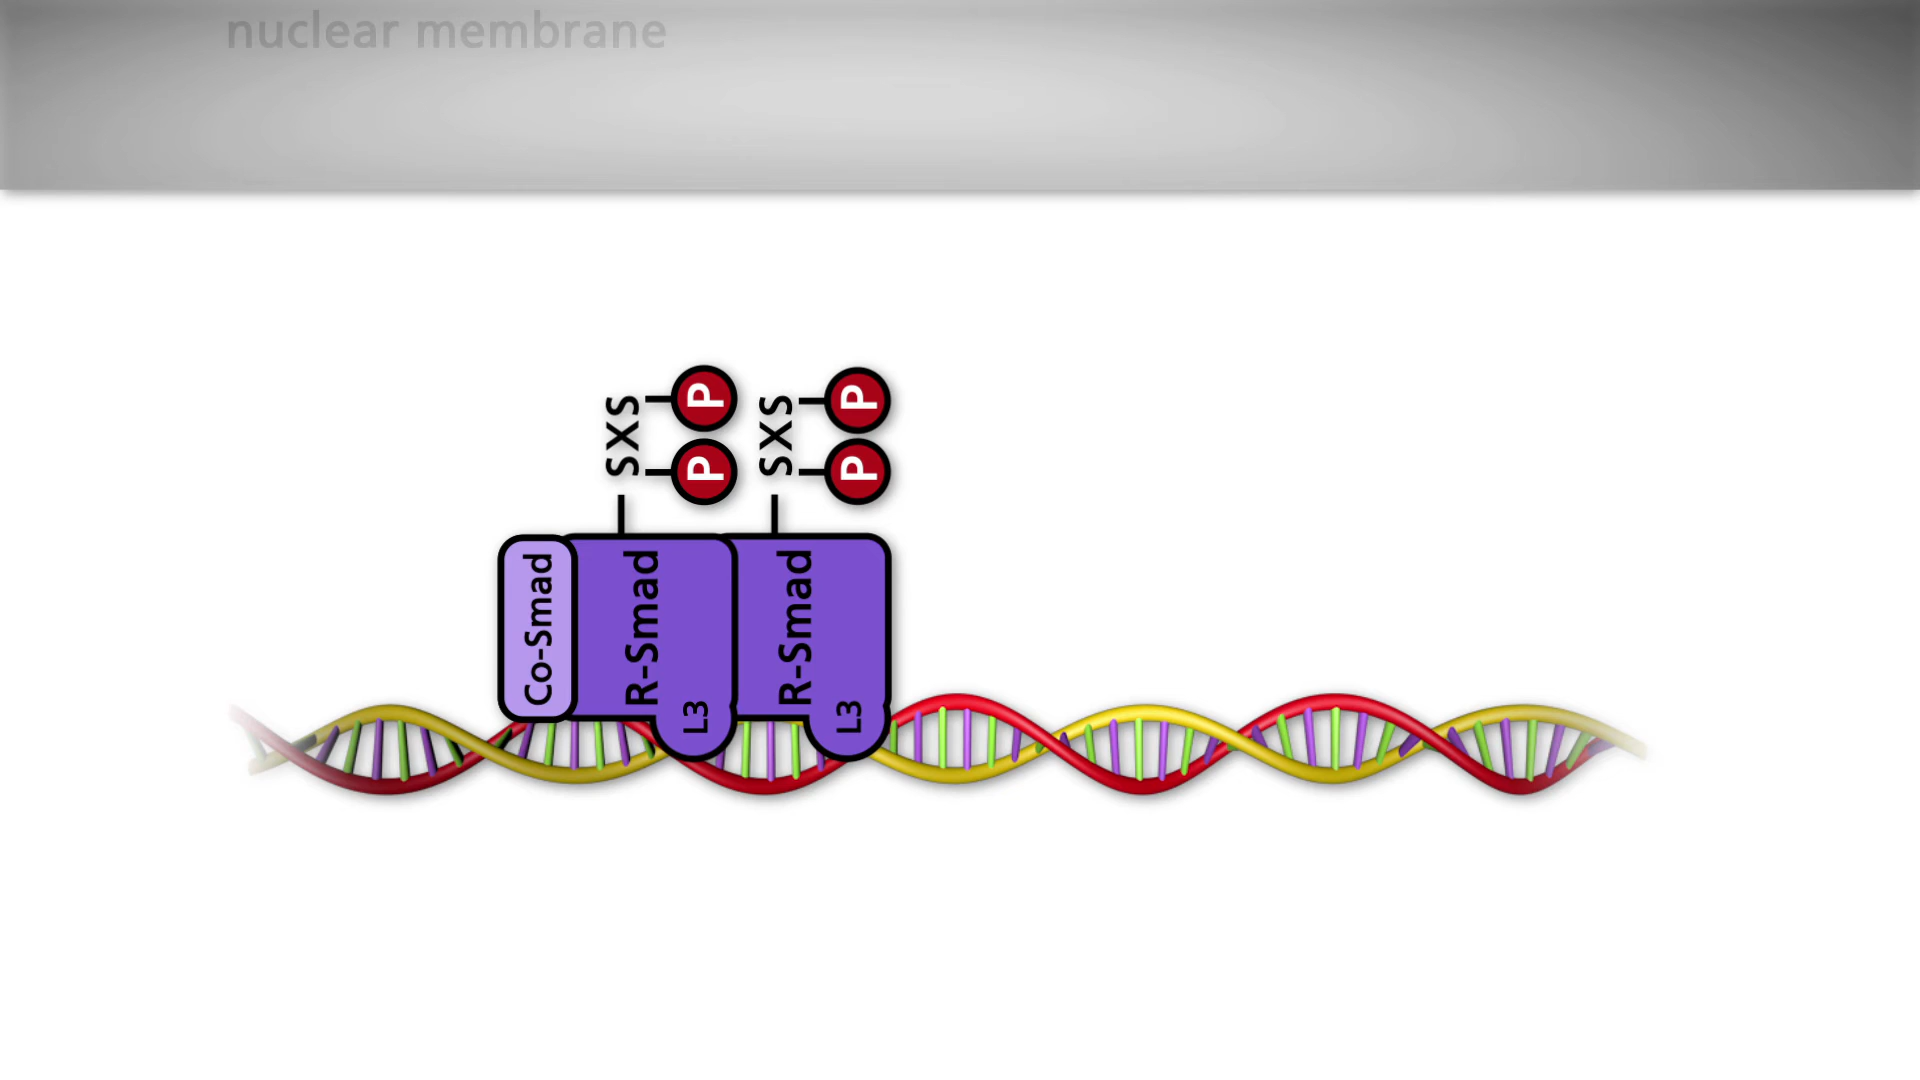 nuclear membrane
SXS
P
P
SXS
P
P
Co-Smad
R-Smad
L3
R-Smad
L3